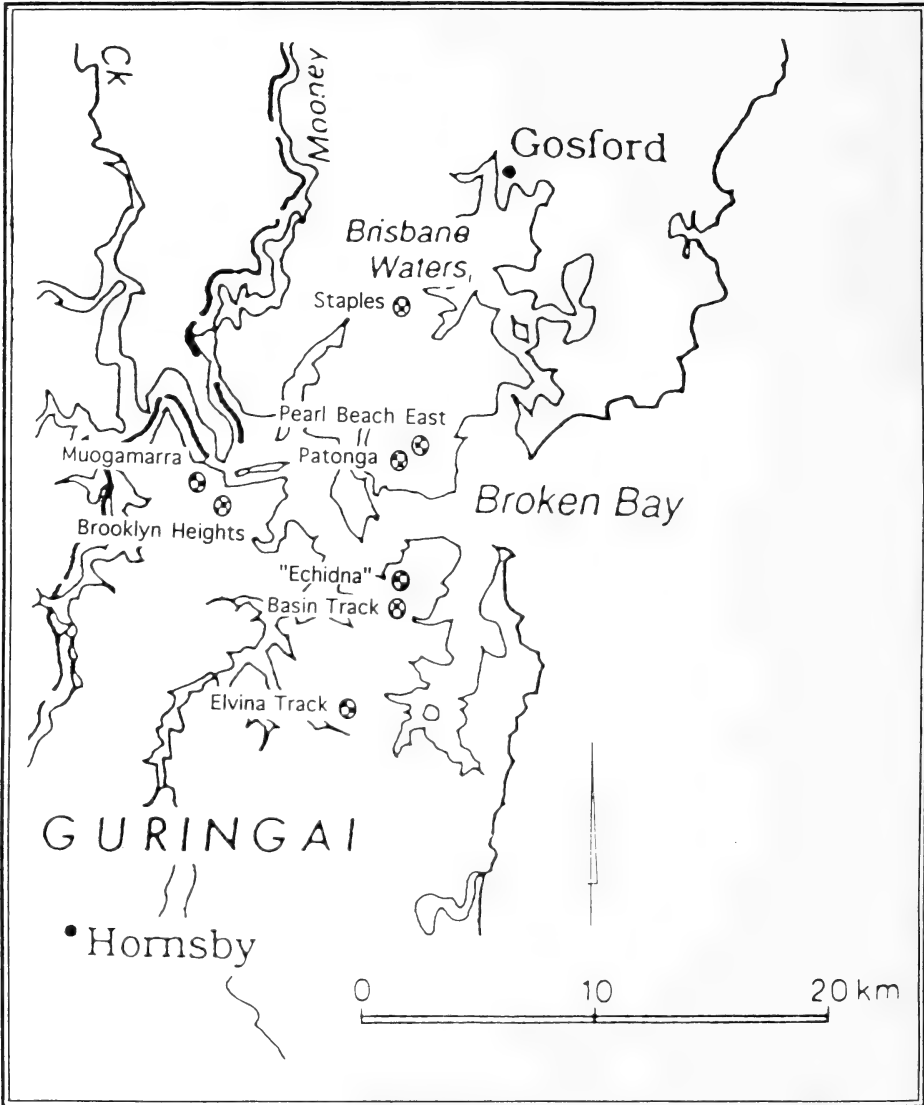 Ck
Mooney
Gosford
Brisbane
Waters
Staples
Pearl Beach East
Patonga
Muogamarra
Brooklyn Heights
Broken Bay
"Echidna"
Basin Track
Elvina Track
GURINGAI
Hornsby
0 10 20 km